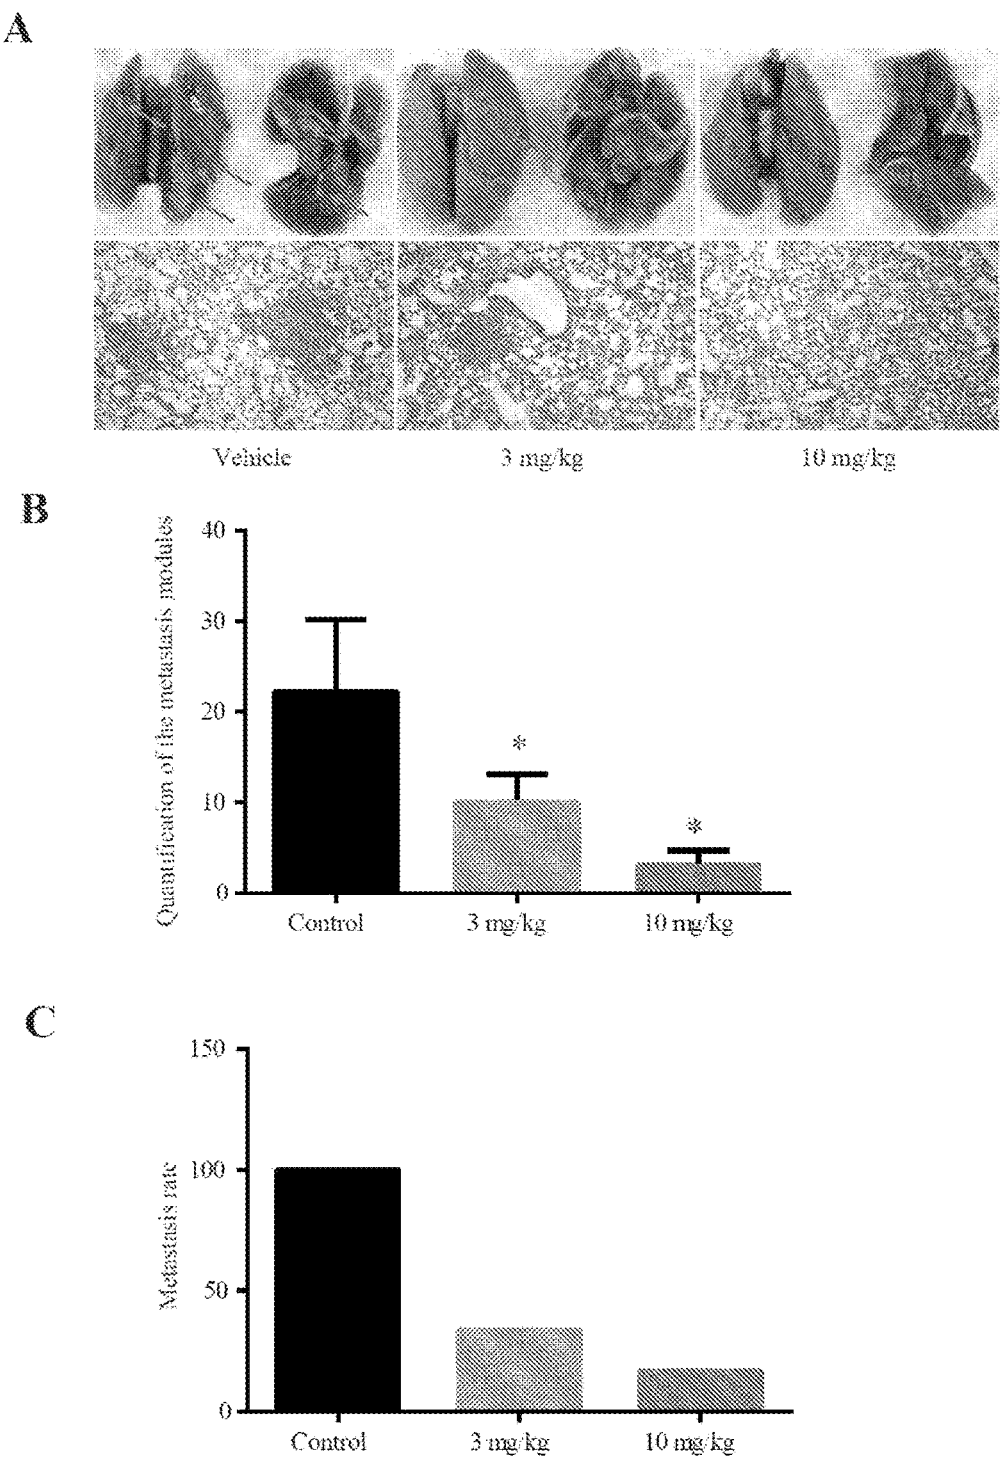 A
Vehicle 3 mg/kg 10 mg/kg
B
Quantification of the metastasis modules
40
30
20
10
0
*
*
Control 3 mg/kg 10 mg/kg
C
Metastasis rate
150
100
50
0
Control 3 mg/kg 10 mg/kg